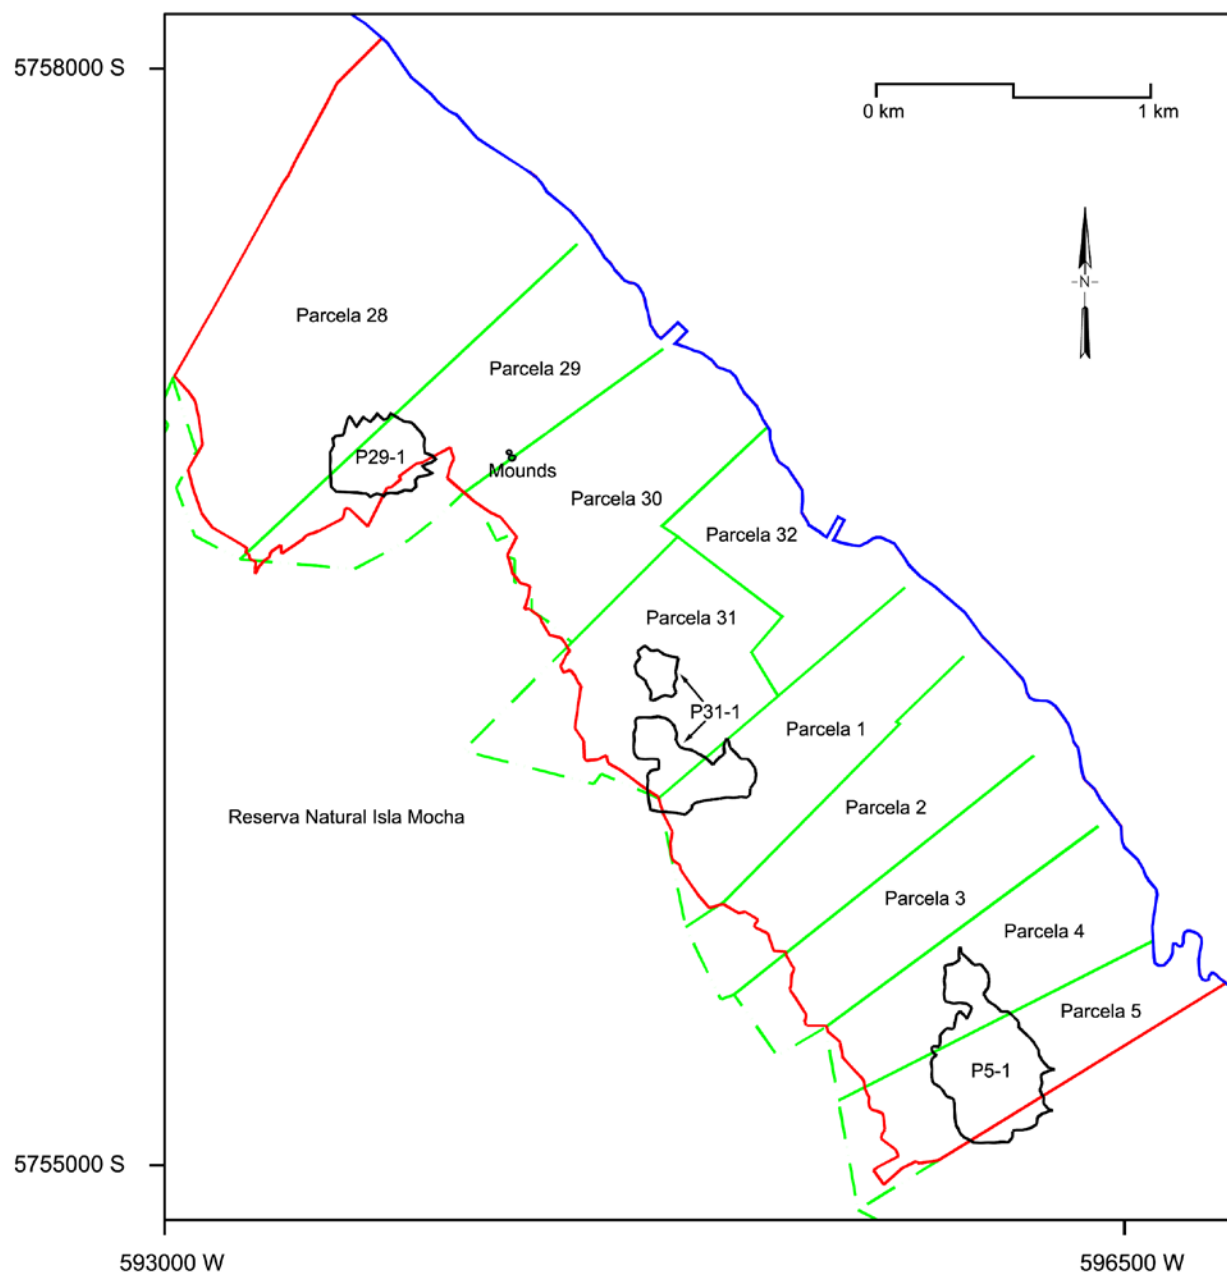 5758000 S
0 km
1 km
N
Parcela 28
Parcela 29
P29-1
Mounds
Parcela 30
Parcela 32
Parcela 31
P31-1
Parcela 1
Parcela 2
Reserva Natural Isla Mocha
Parcela 3
Parcela 4
Parcela 5
P5-1
5755000 S
593000 W
596500 W